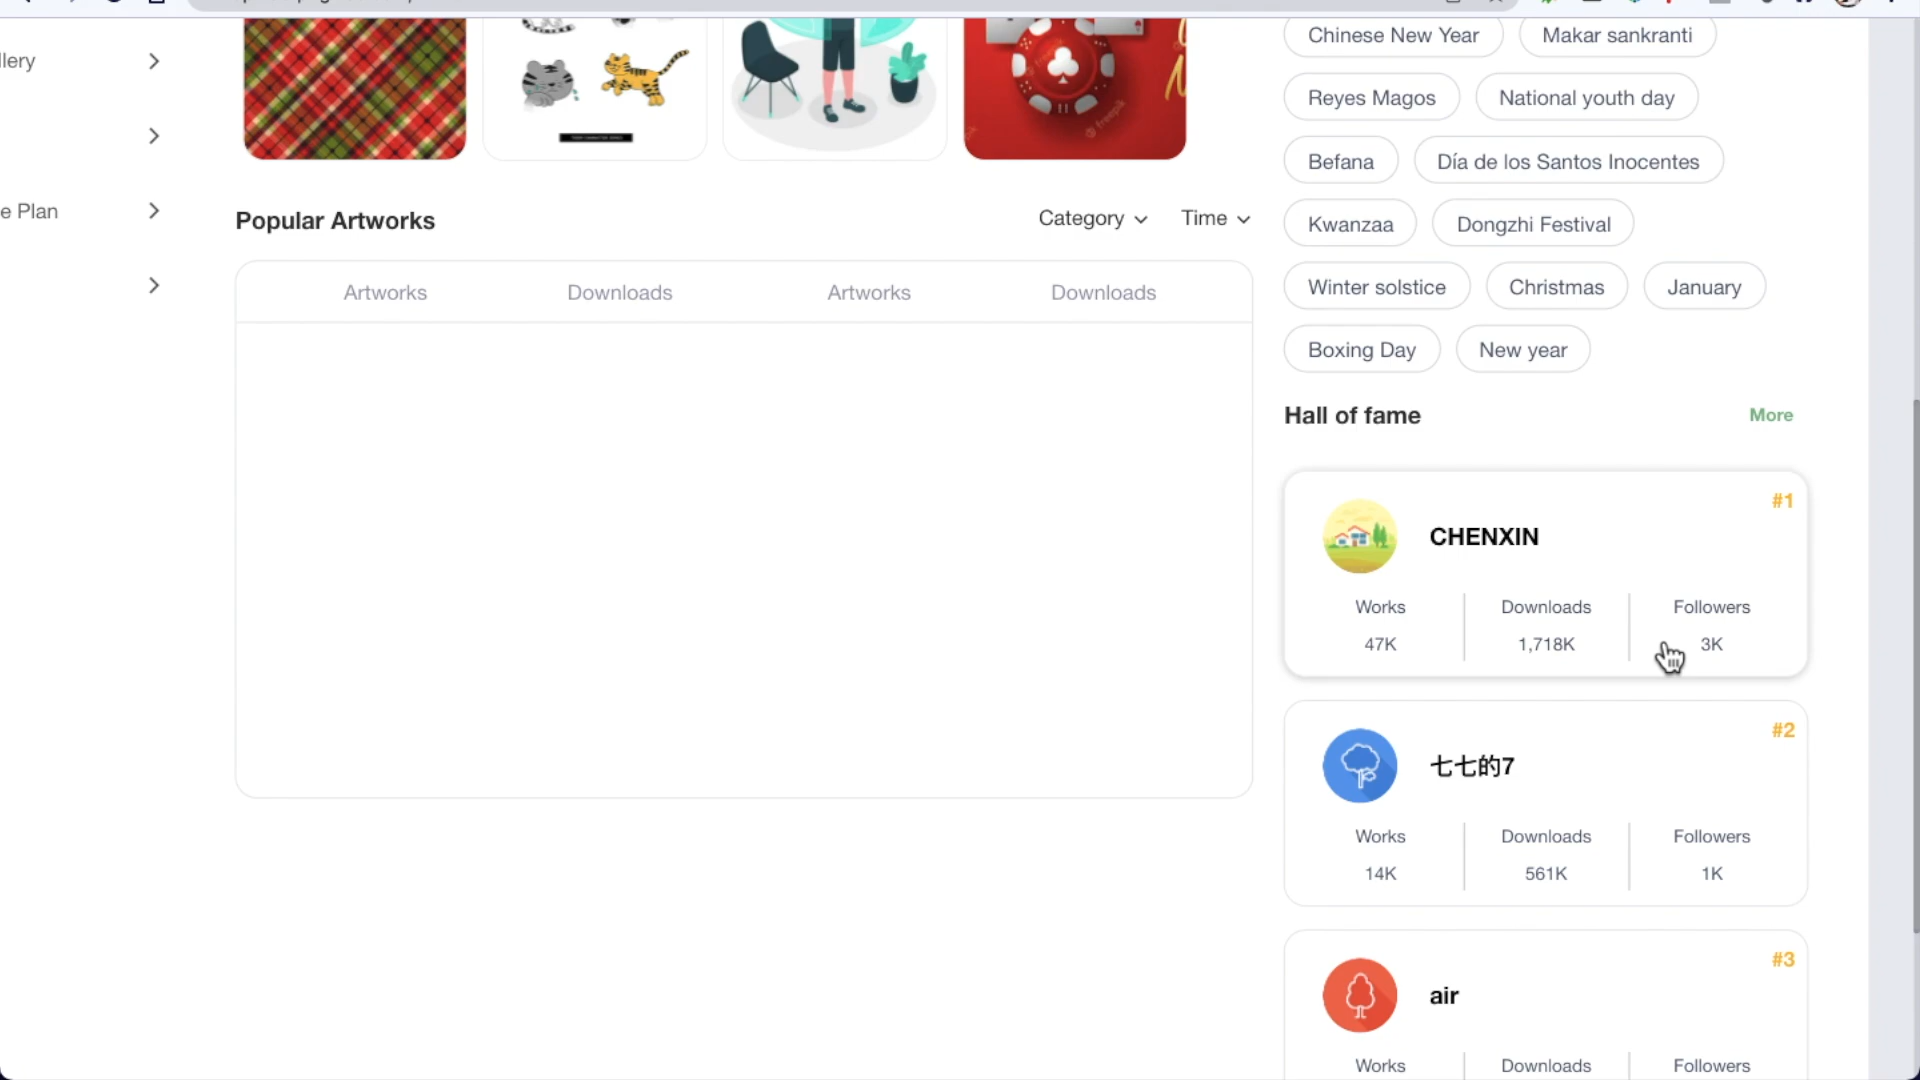 llery
e Plan
Popular Artworks
Category
Time
Artworks Downloads Artworks Downloads
Chinese New Year
Makar sankranti
Reyes Magos
National youth day
Befana
Día de los Santos Inocentes
Kwanzaa
Dongzhi Festival
Winter solstice
Christmas
January
Boxing Day
New year
Hall of fame
More
#1
CHENXIN
Works Downloads Followers
47K 1,718K 3K
#2
七七的7
Works Downloads Followers
14K 561K 1K
#3
air
Works Downloads Followers